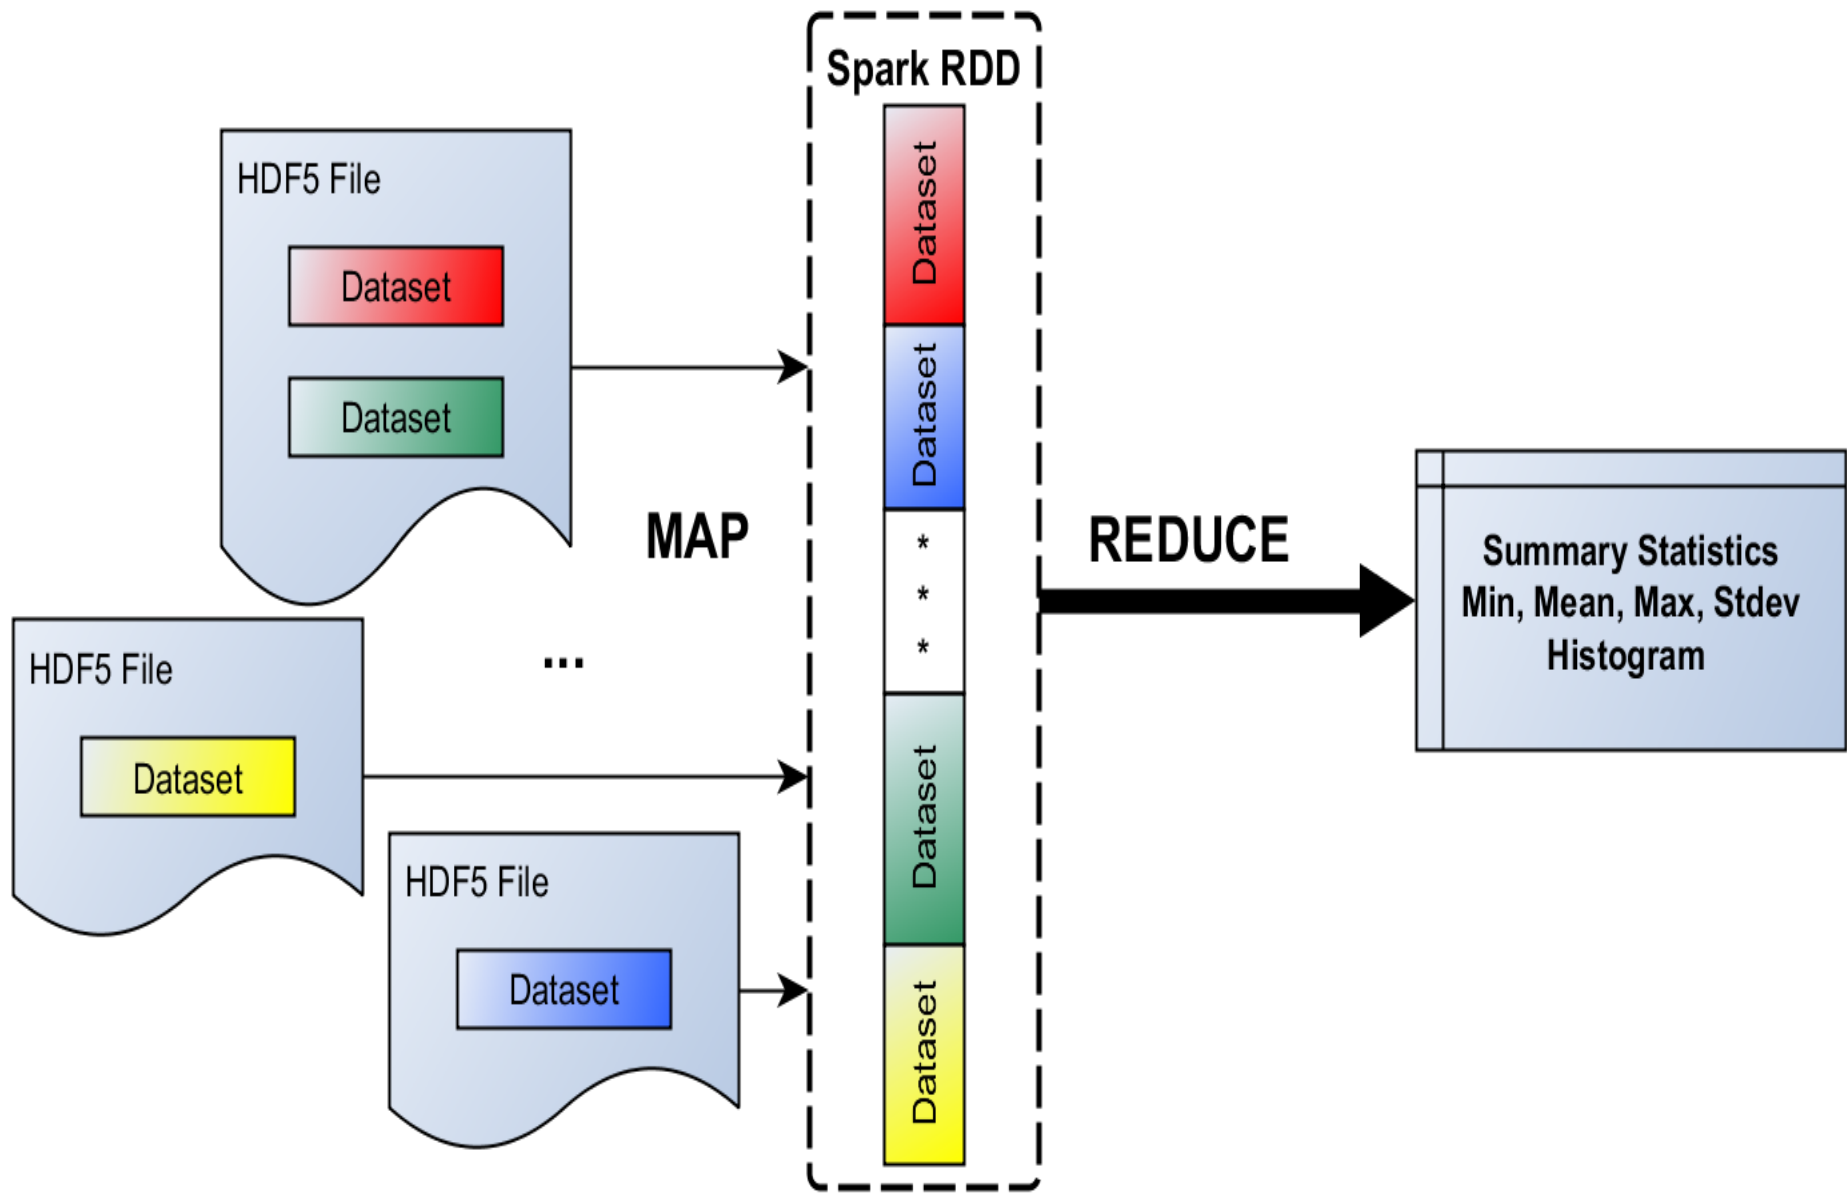 Spark RDD
HDF5 File
Dataset
Dataset
MAP
...
HDF5 File
Dataset
HDF5 File
Dataset
Dataset
Dataset
*
*
*
Dataset
Dataset
REDUCE
Summary Statistics
Min, Mean, Max, Stdev
Histogram